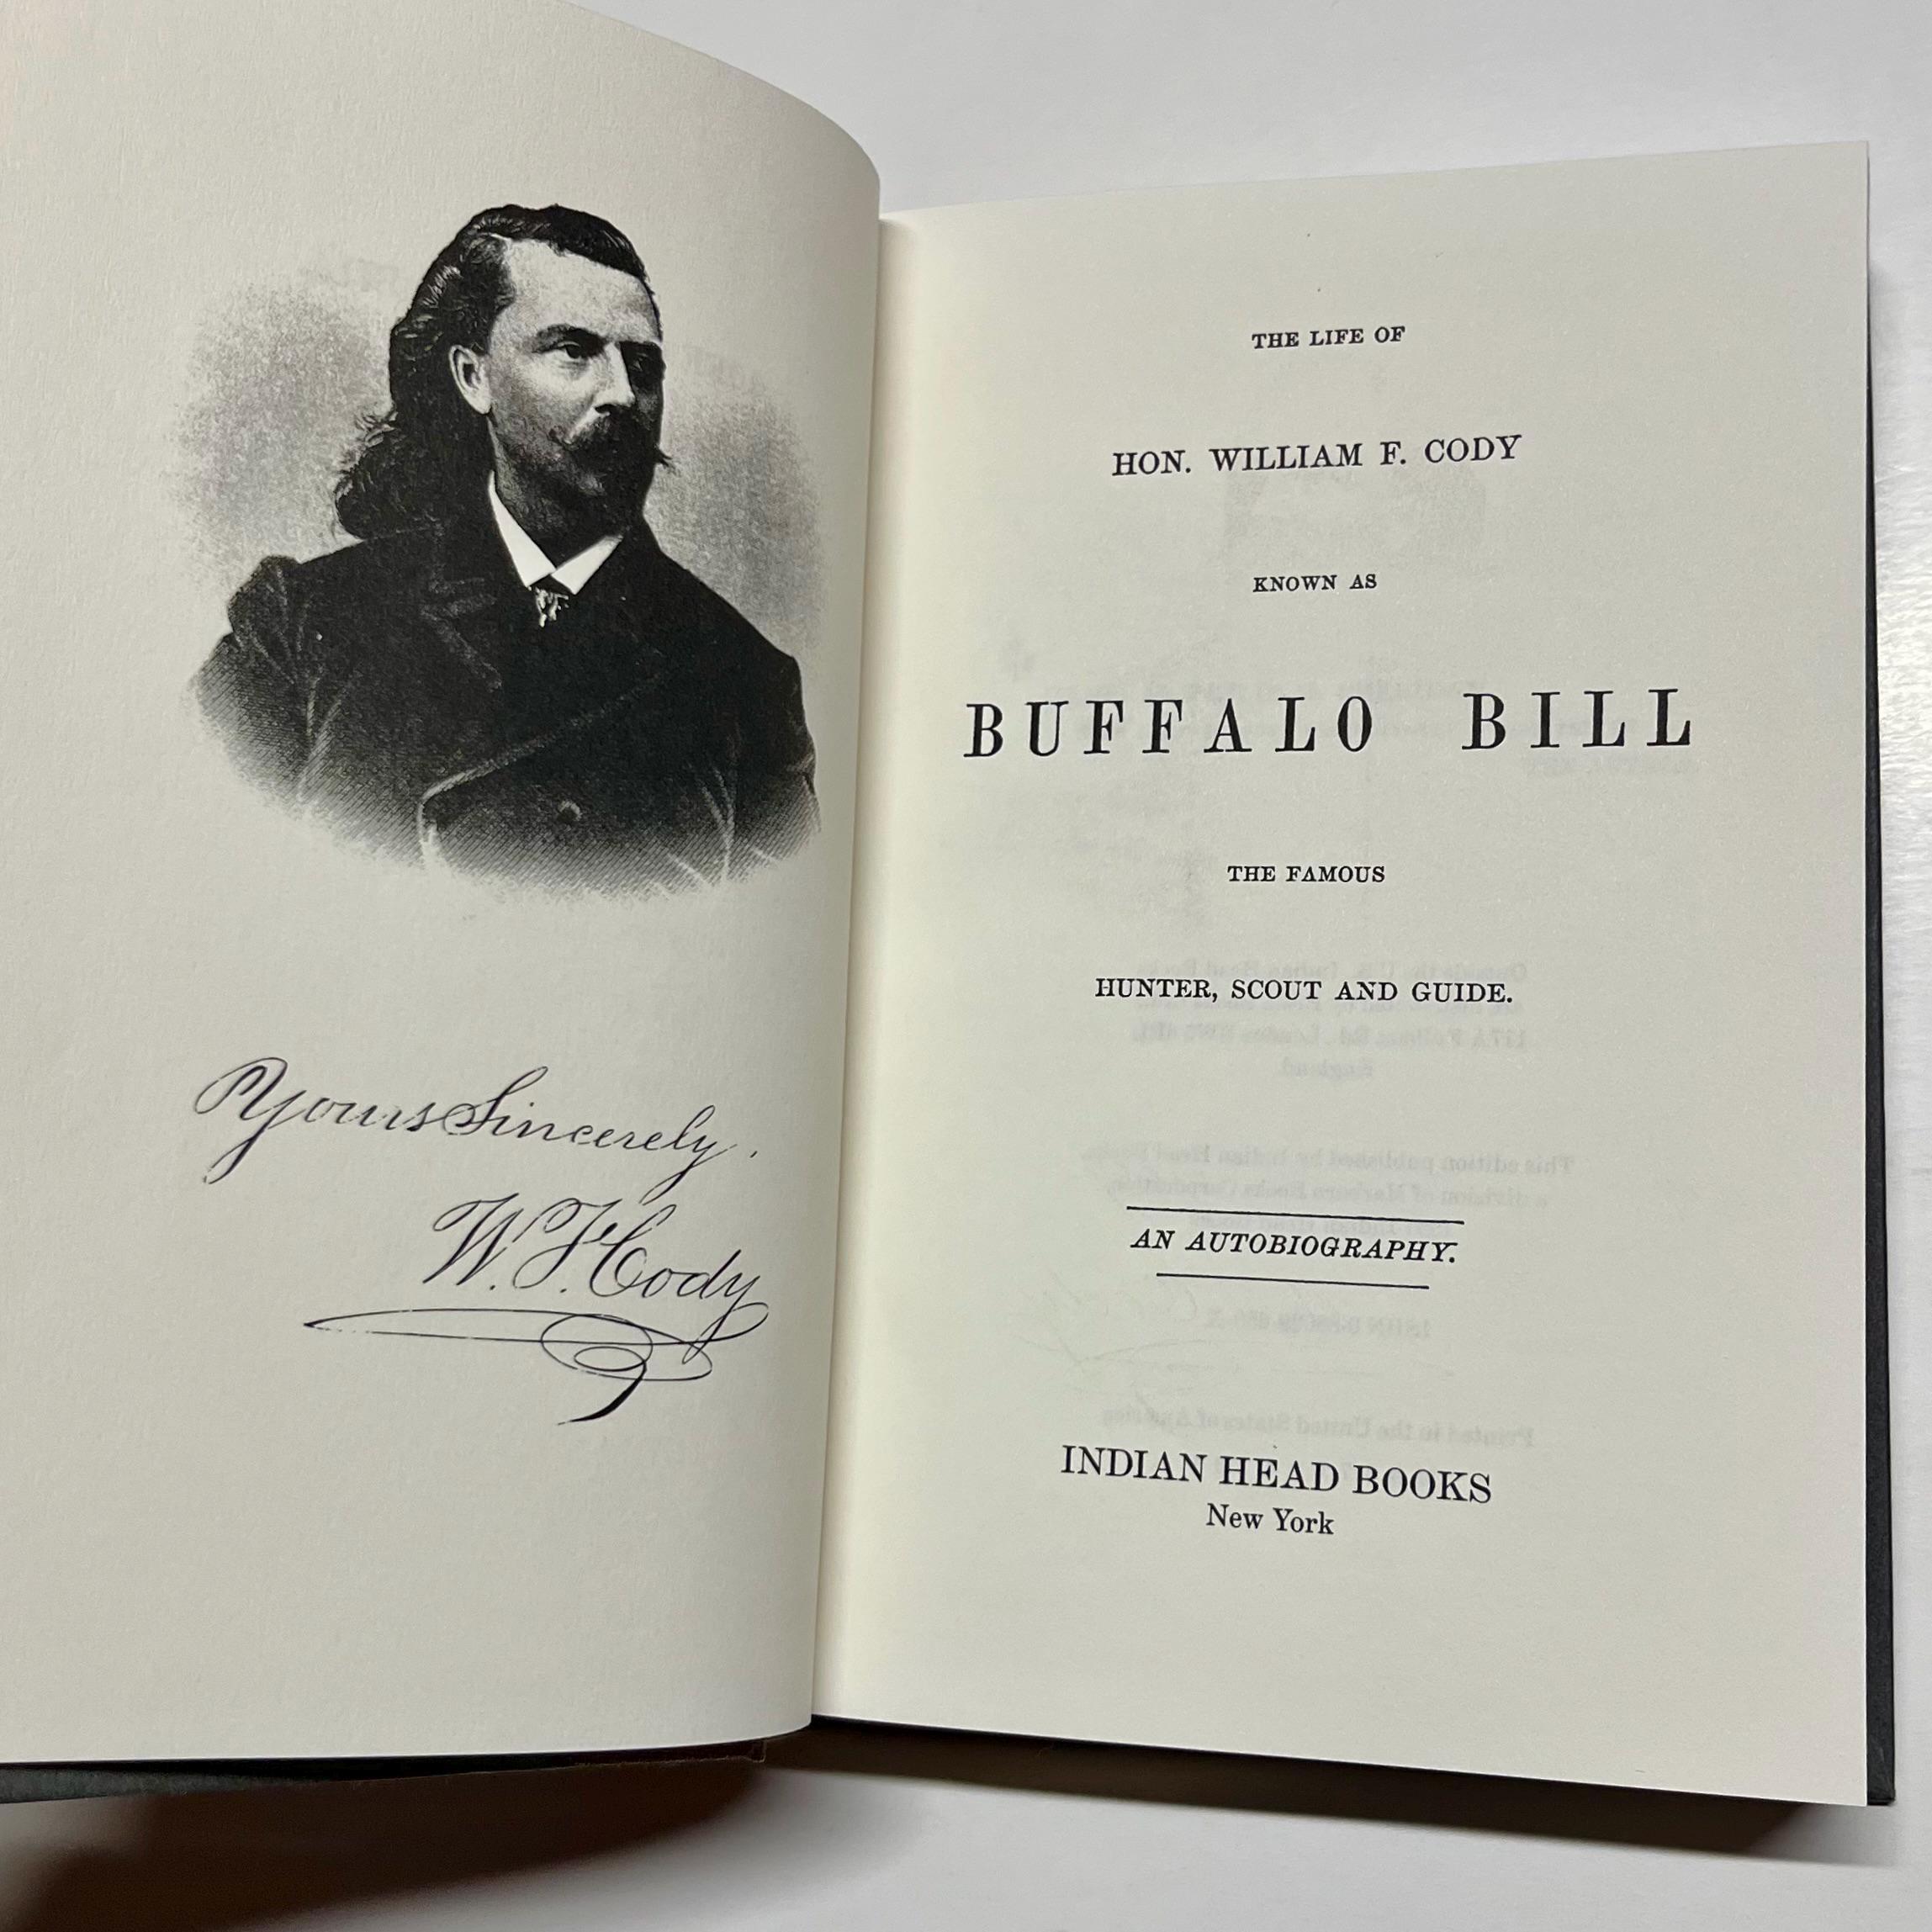 Yours Sincerely,
W. F. Cody
THE LIFE OF
HON. WILLIAM F. CODY
KNOWN AS
BUFFALO BILL
THE FAMOUS
HUNTER, SCOUT AND GUIDE.
AN AUTOBIOGRAPHY.
INDIAN HEAD BOOKS
New York